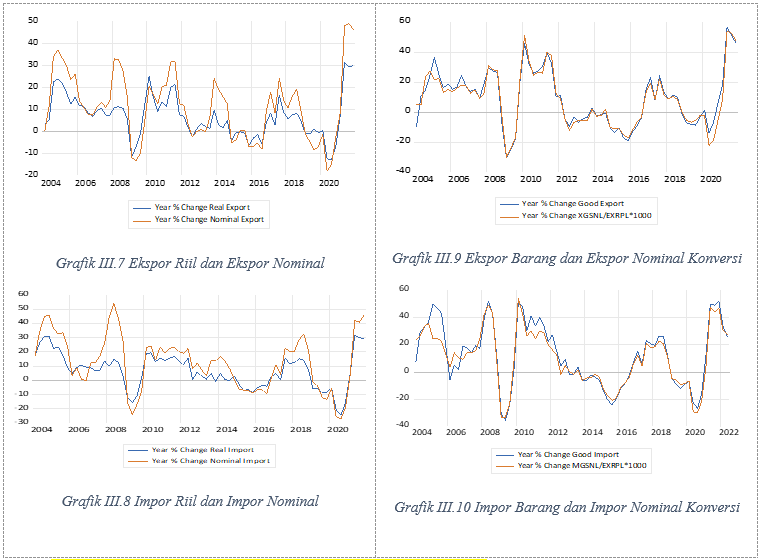 50
40
30
20
10
0
-10
-20
2004 2006 2008 2010 2012 2014 2016 2018 2020
Year % Change Real Export
Year % Change Nominal Export
Grafik III.7 Ekspor Riil dan Ekspor Nominal
60
40
20
0
-20
-40
2004 2006 2008 2010 2012 2014 2016 2018 2020
Year % Change Good Export
Year % Change XGSNL/EXRPL*1000
Grafik III.9 Ekspor Barang dan Ekspor Nominal Konversi
60
50
40
30
20
10
0
-10
-20
-30
2004 2006 2008 2010 2012 2014 2016 2018 2020
Year % Change Real Import
Year % Change Nominal Import
Grafik III.8 Impor Riil dan Impor Nominal
60
40
20
0
-20
-40
2004 2006 2008 2010 2012 2014 2016 2018 2020 2022
Year % Change Good Import
Year % Change MGSNL/EXRPL*1000
Grafik III.10 Impor Barang dan Impor Nominal Konversi